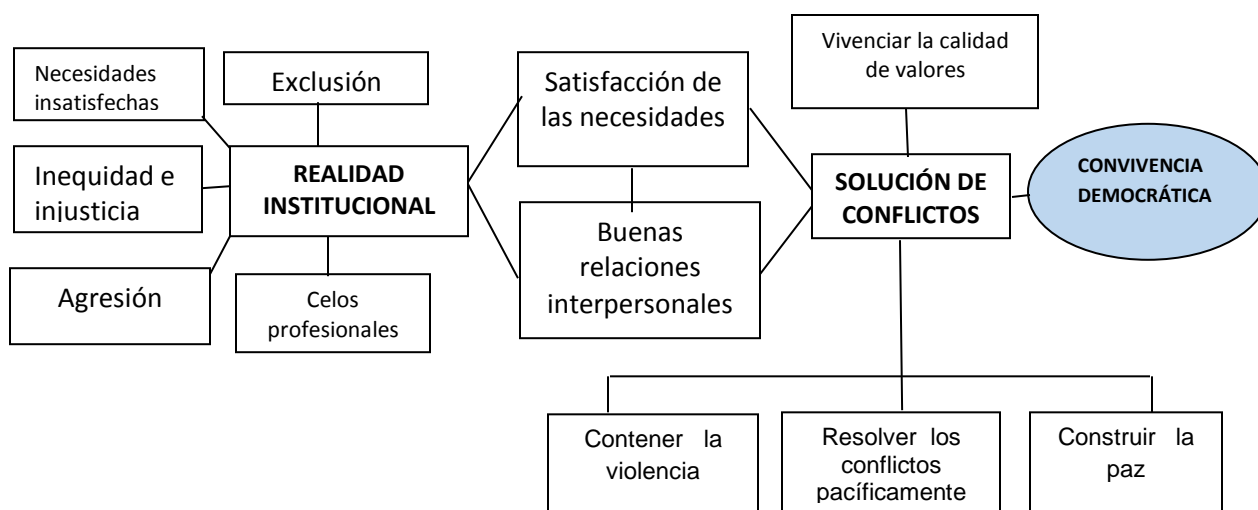 Necesidades
insatisfechas
Exclusión
Inequidad e
injusticia
REALIDAD
INSTITUCIONAL
Agresión
Celos
profesionales
Satisfacción de
las necesidades
Buenas
relaciones
interpersonales
Vivenciar la calidad
de valores
SOLUCIÓN DE
CONFLICTOS
CONVIVENCIA
DEMOCRÁTICA
Contener la
violencia
Resolver los
conflictos
pacíficamente
Construir la
paz